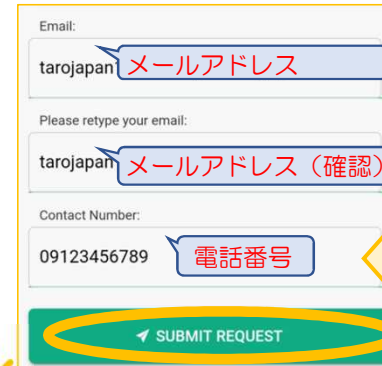 Email:
tarojapan
メールアドレス
Please retype your email:
tarojapan
メールアドレス（確認）
Contact Number:
09123456789
電話番号
SUBMIT REQUEST